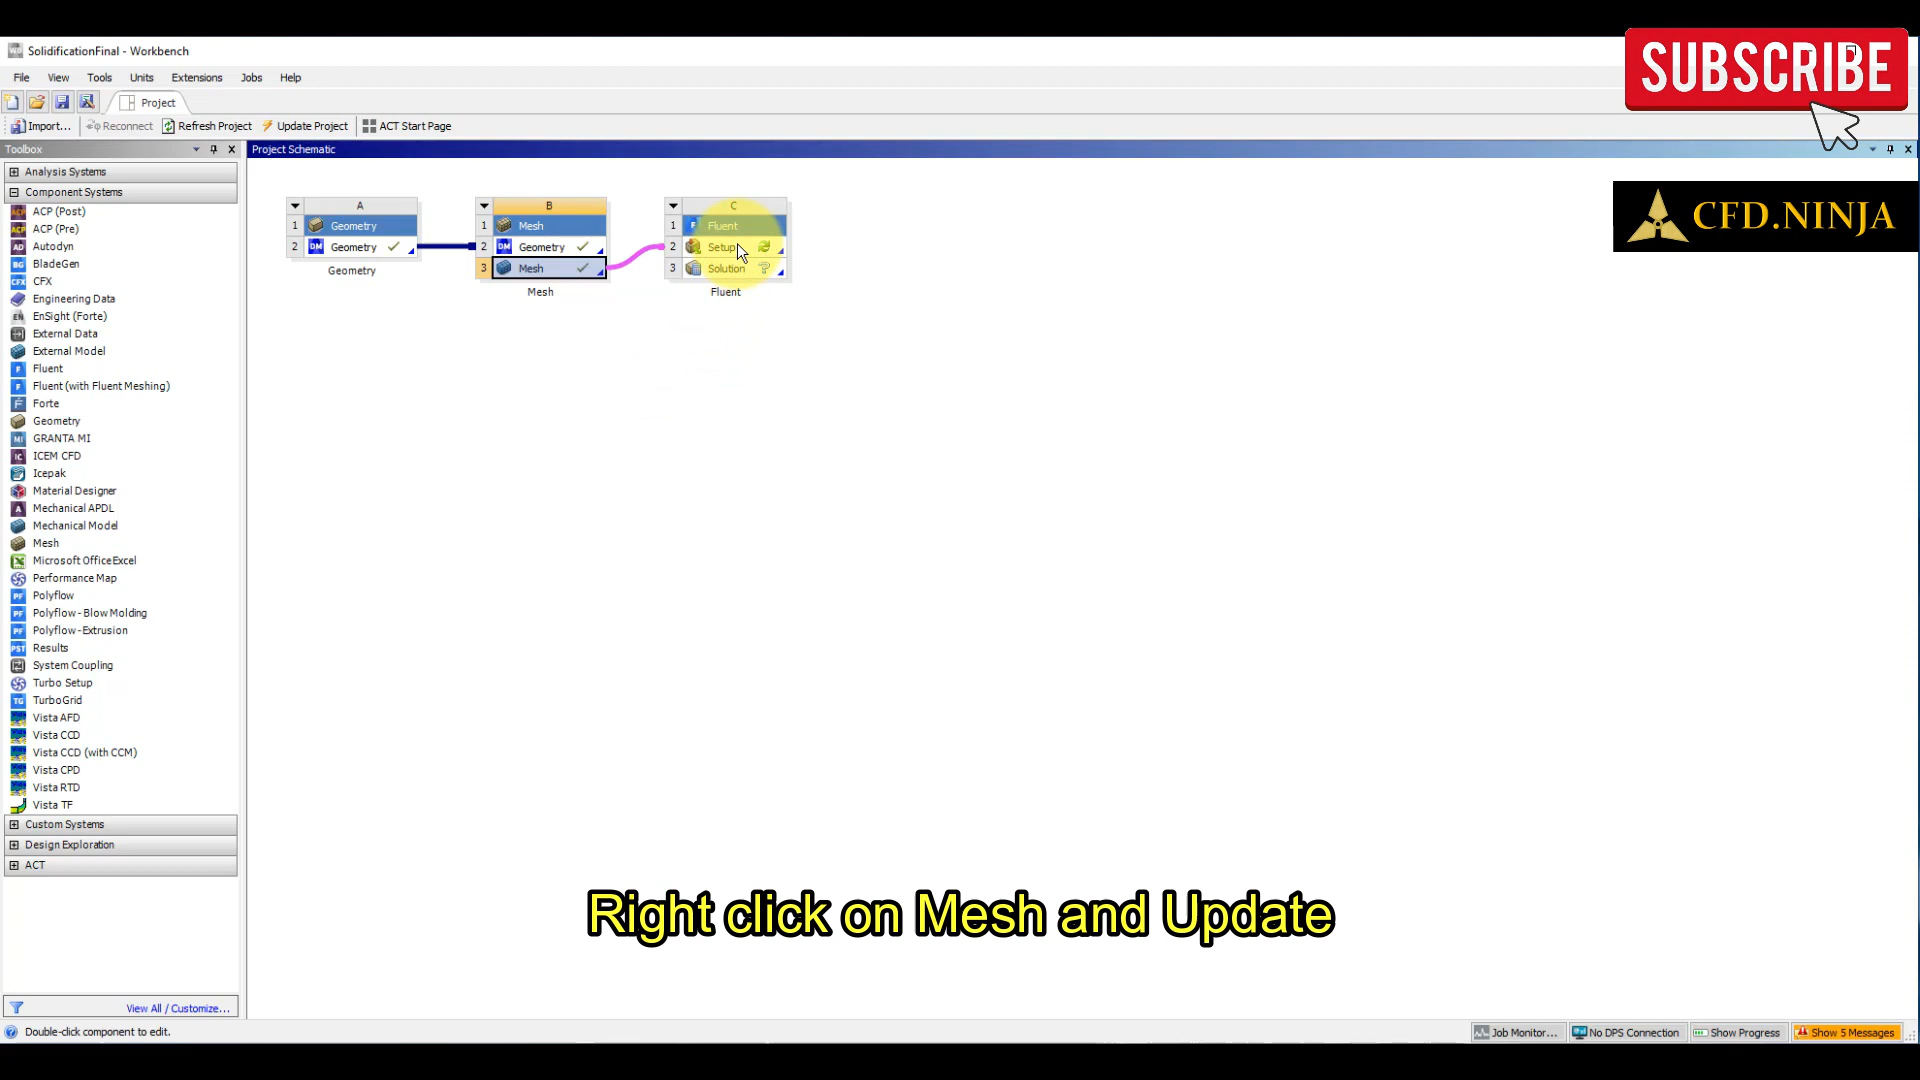 SolidificationFinal - Workbench
SUBSCRIBE
File View Tools Units Extensions Jobs Help
Project
Import... Reconnect Refresh Project Update Project ACT Start Page
Toolbox
Project Schematic
CFD.NINJA
Analysis Systems
Component Systems
ACP (Post)
ACP (Pre)
Autodyn
BladeGen
CFX
Engineering Data
EnSight (Forte)
External Data
External Model
Fluent
Fluent (with Fluent Meshing)
Forte
Geometry
GRANTA MI
ICEM CFD
Icepak
Material Designer
Mechanical APDL
Mechanical Model
Mesh
Microsoft Office Excel
Performance Map
Polyflow
Polyflow - Blow Molding
Polyflow - Extrusion
Results
System Coupling
Turbo Setup
TurboGrid
Vista AFD
Vista CCD
Vista CCD (with CCM)
Vista CPD
Vista RTD
Vista TF
Custom Systems
Design Exploration
ACT
View All / Customize...
A
1 Geometry
2 DM Geometry
Geometry
B
1 Mesh
2 DM Geometry
3 Mesh
Mesh
C
1 F Fluent
2 Setup
3 Solution ?
Fluent
Right click on Mesh and Update
Double-click component to edit.
Job Monitor... No DPS Connection Show Progress Show 5 Messages